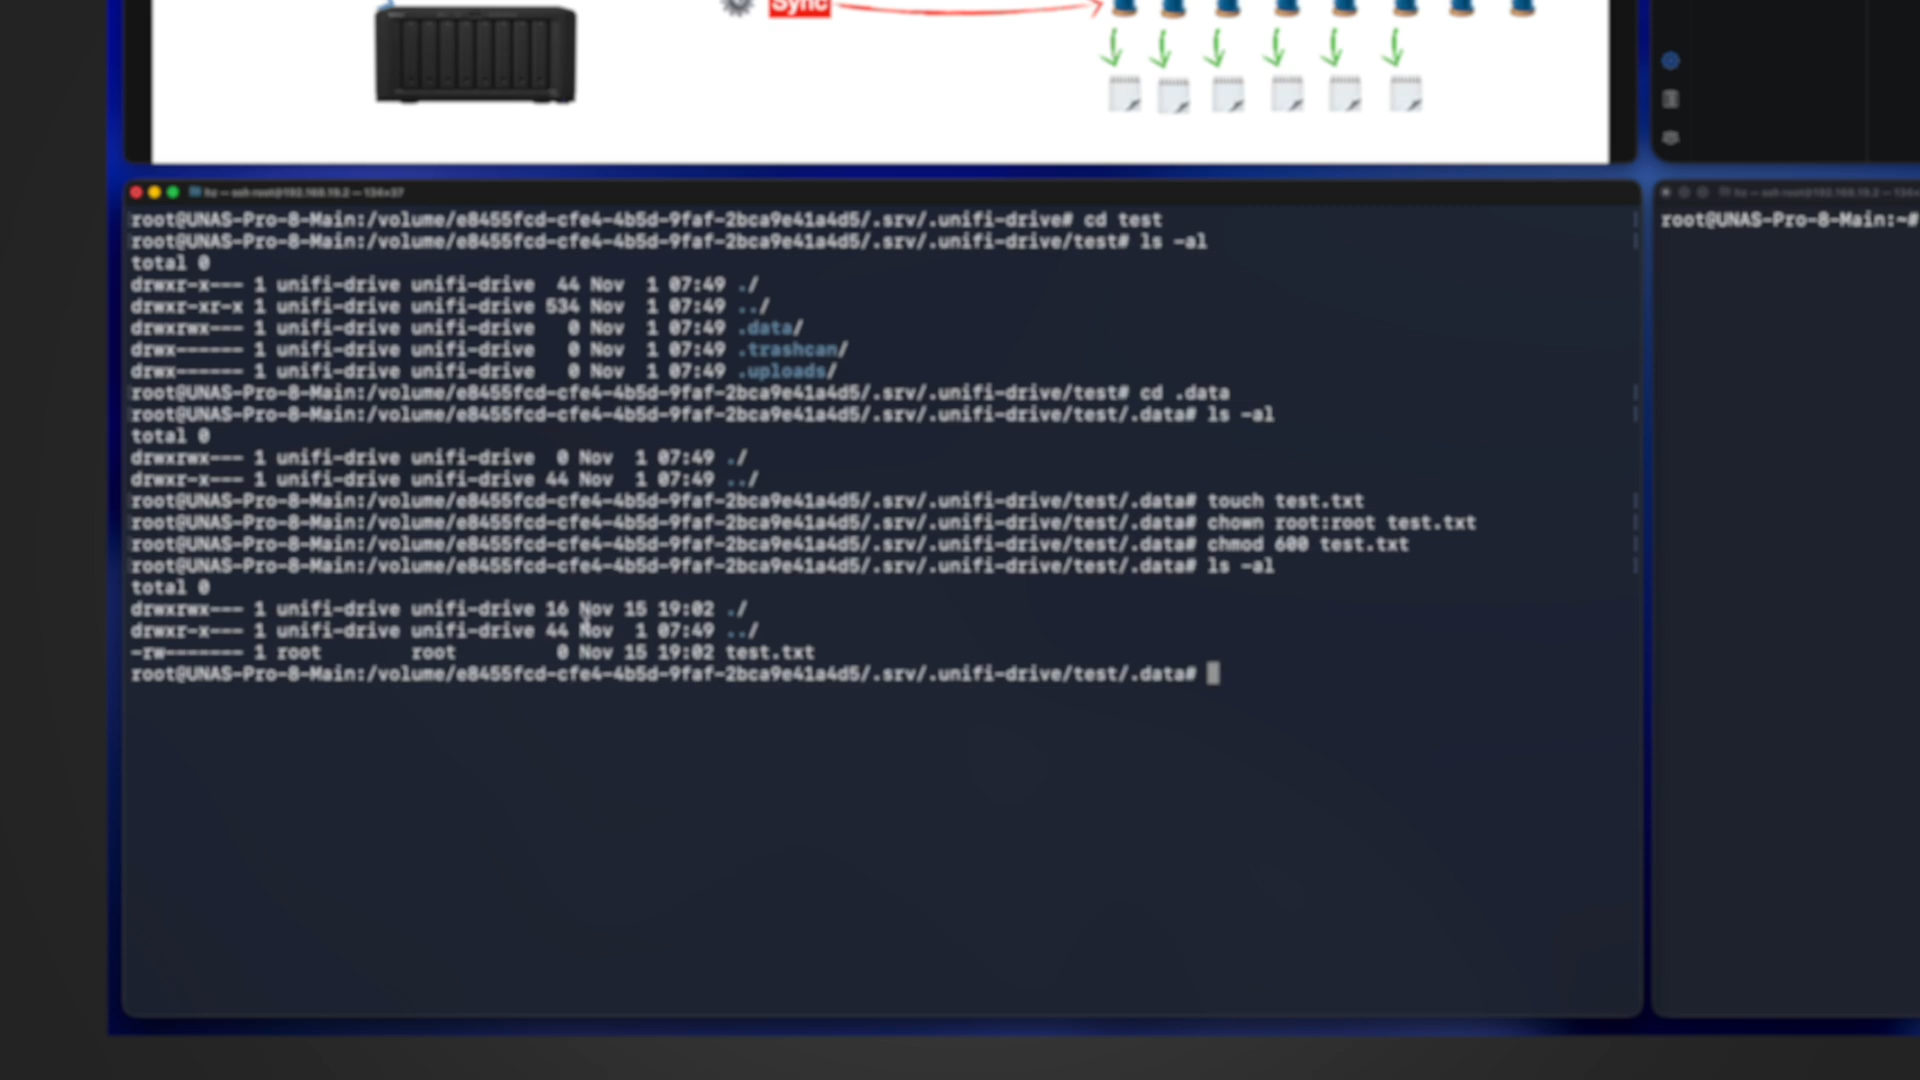 Sync
hc — ssh root@192.168.19.2 — 134×37
root@UNAS-Pro-8-Main:/volume/e8455fcd-cfe4-4b5d-9faf-2bca9e41a4d5/.srv/.unifi-drive# cd test
root@UNAS-Pro-8-Main:/volume/e8455fcd-cfe4-4b5d-9faf-2bca9e41a4d5/.srv/.unifi-drive/test# ls -al
total 0
drwxr-x--- 1 unifi-drive unifi-drive  44 Nov  1 07:49 ./
drwxr-xr-x 1 unifi-drive unifi-drive 534 Nov  1 07:49 ../
drwxrwx--- 1 unifi-drive unifi-drive   0 Nov  1 07:49 .data/
drwx------ 1 unifi-drive unifi-drive   0 Nov  1 07:49 .trashcan/
drwx------ 1 unifi-drive unifi-drive   0 Nov  1 07:49 .uploads/
root@UNAS-Pro-8-Main:/volume/e8455fcd-cfe4-4b5d-9faf-2bca9e41a4d5/.srv/.unifi-drive/test# cd .data
root@UNAS-Pro-8-Main:/volume/e8455fcd-cfe4-4b5d-9faf-2bca9e41a4d5/.srv/.unifi-drive/test/.data# ls -al
total 0
drwxrwx--- 1 unifi-drive unifi-drive  0 Nov  1 07:49 ./
drwxr-x--- 1 unifi-drive unifi-drive 44 Nov  1 07:49 ../
root@UNAS-Pro-8-Main:/volume/e8455fcd-cfe4-4b5d-9faf-2bca9e41a4d5/.srv/.unifi-drive/test/.data# touch test.txt
root@UNAS-Pro-8-Main:/volume/e8455fcd-cfe4-4b5d-9faf-2bca9e41a4d5/.srv/.unifi-drive/test/.data# chown root:root test.txt
root@UNAS-Pro-8-Main:/volume/e8455fcd-cfe4-4b5d-9faf-2bca9e41a4d5/.srv/.unifi-drive/test/.data# chmod 600 test.txt
root@UNAS-Pro-8-Main:/volume/e8455fcd-cfe4-4b5d-9faf-2bca9e41a4d5/.srv/.unifi-drive/test/.data# ls -al
total 0
drwxrwx--- 1 unifi-drive unifi-drive 16 Nov 15 19:02 ./
drwxr-x--- 1 unifi-drive unifi-drive 44 Nov  1 07:49 ../
-rw------- 1 root        root         0 Nov 15 19:02 test.txt
root@UNAS-Pro-8-Main:/volume/e8455fcd-cfe4-4b5d-9faf-2bca9e41a4d5/.srv/.unifi-drive/test/.data#
root@UNAS-Pro-8-Main:~#